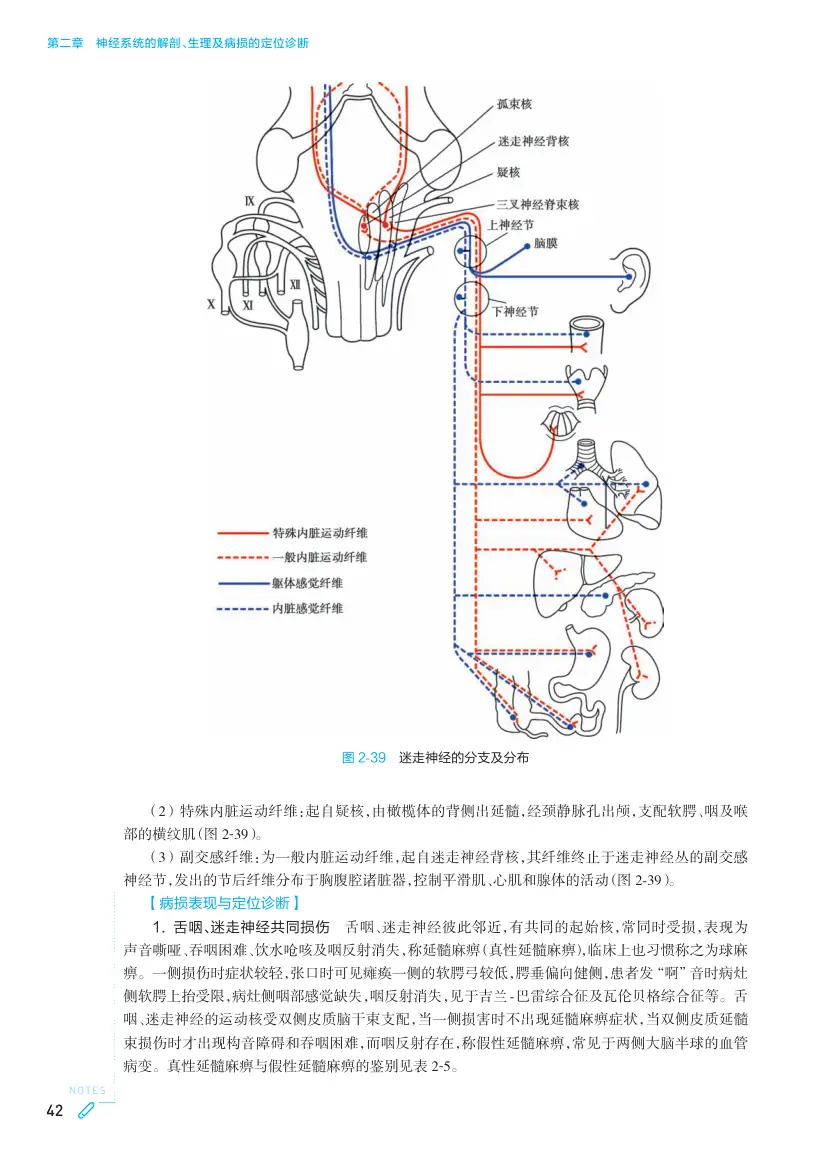 第二章 神经系统的解剖、生理及病损的定位诊断
孤束核
迷走神经背核
疑核
三叉神经脊束核
上神经节
脑膜
下神经节
Ⅸ
Ⅹ
Ⅺ
Ⅻ
特殊内脏运动纤维
一般内脏运动纤维
躯体感觉纤维
内脏感觉纤维
图 2-39 迷走神经的分支及分布
（2）特殊内脏运动纤维:起自疑核,由橄榄体的背侧出延髓,经颈静脉孔出颅,支配软腭、咽及喉
部的横纹肌(图 2-39)。
（3）副交感纤维:为一般内脏运动纤维,起自迷走神经背核,其纤维终止于迷走神经丛的副交感
神经节,发出的节后纤维分布于胸腹腔诸脏器,控制平滑肌、心肌和腺体的活动(图 2-39)。
【病损表现与定位诊断】
1. 舌咽、迷走神经共同损伤 舌咽、迷走神经彼此邻近,有共同的起始核,常同时受损,表现为
声音嘶哑、吞咽困难、饮水呛咳及咽反射消失,称延髓麻痹(真性延髓麻痹),临床上也习惯称之为球麻
痹。一侧损伤时症状较轻,张口时可见瘫痪一侧的软腭弓较低,腭垂偏向健侧,患者发“啊”音时病灶
侧软腭上抬受限,病灶侧咽部感觉缺失,咽反射消失,见于吉兰-巴雷综合征及瓦伦贝格综合征等。舌
咽、迷走神经的运动核受双侧皮质脑干束支配,当一侧损害时不出现延髓麻痹症状,当双侧皮质延髓
束损伤时才出现构音障碍和吞咽困难,而咽反射存在,称假性延髓麻痹,常见于两侧大脑半球的血管
病变。真性延髓麻痹与假性延髓麻痹的鉴别见表 2-5。
NOTES
42